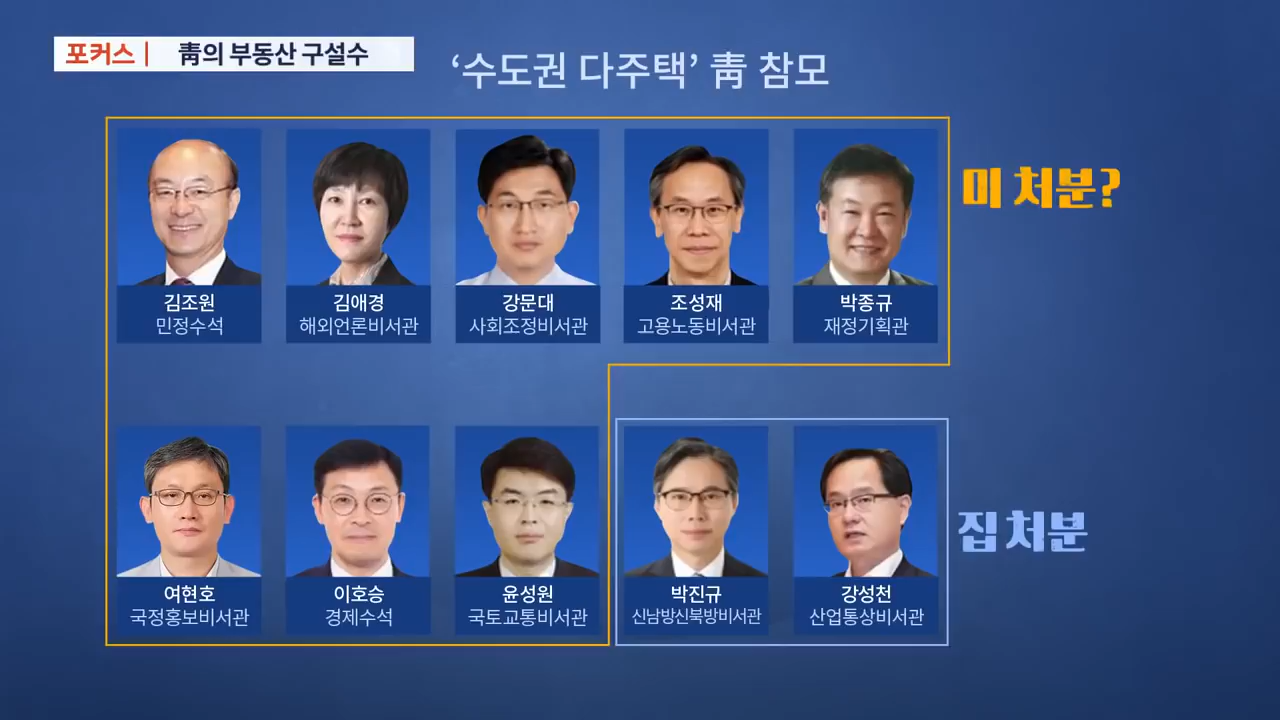 포커스| 靑의 부동산 구설수
‘수도권 다주택’ 靑 참모
김조원
민정수석
김애경
해외언론비서관
강문대
사회조정비서관
조성재
고용노동비서관
박종규
재정기획관
미 처분?
여현호
국정홍보비서관
이호승
경제수석
윤성원
국토교통비서관
박진규
신남방신북방비서관
강성천
산업통상비서관
집 처분